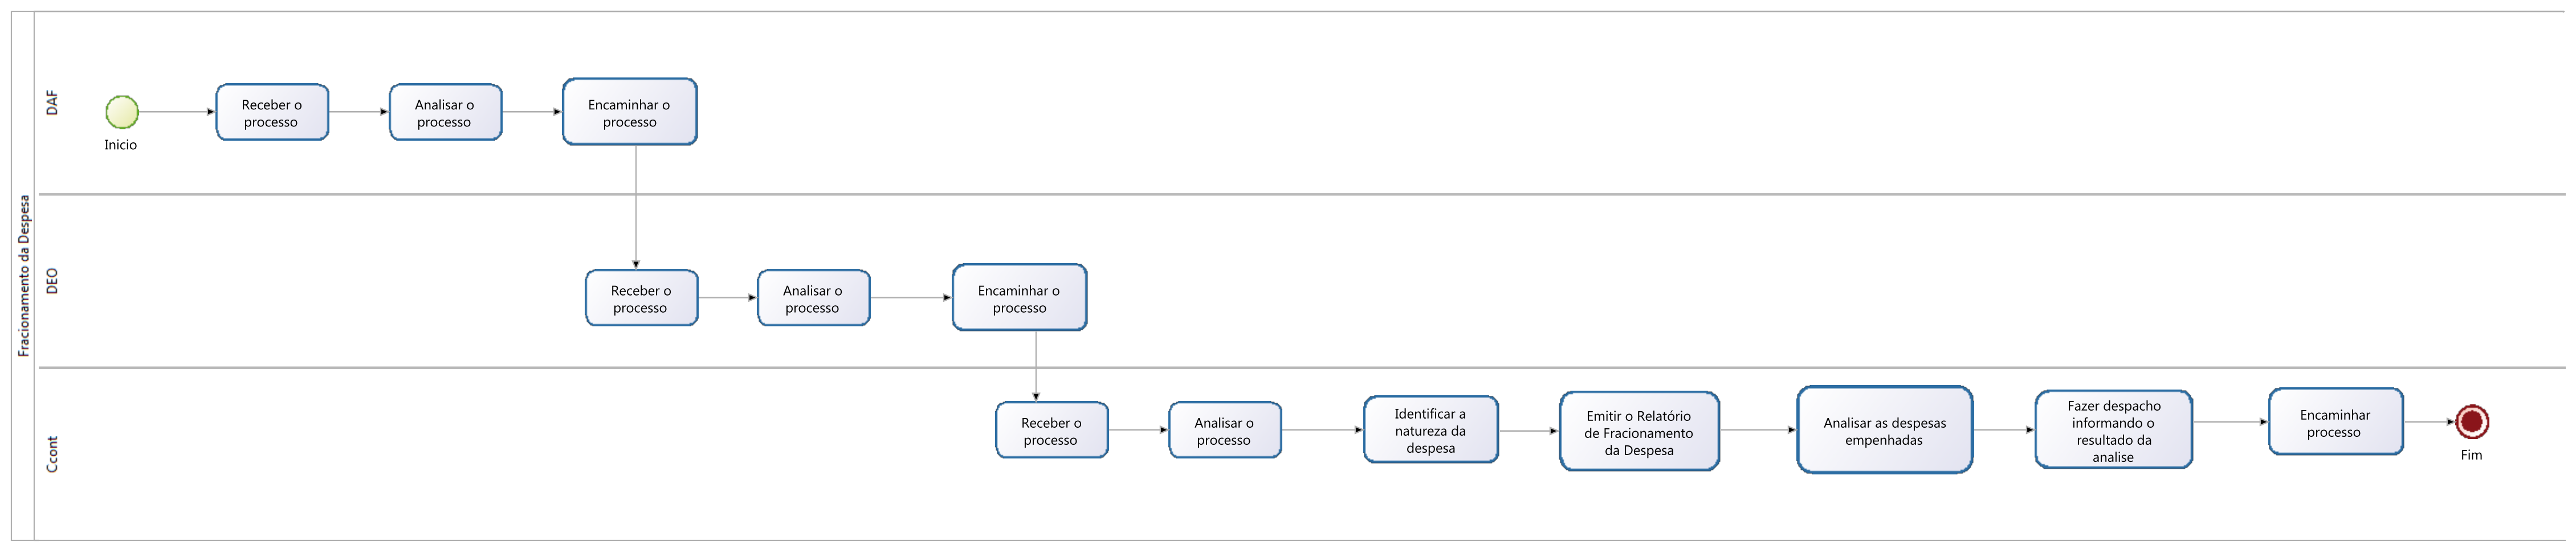 Fracionamento da Despesa
DAF
Inicio
Receber o
processo
Analisar o
processo
Encaminhar o
processo
DEO
Receber o
processo
Analisar o
processo
Encaminhar o
processo
Ccont
Receber o
processo
Analisar o
processo
Identificar a
natureza da
despesa
Emitir o Relatório
de Fracionamento
da Despesa
Analisar as despesas
empenhadas
Fazer despacho
informando o
resultado da
analise
Encaminhar
processo
Fim